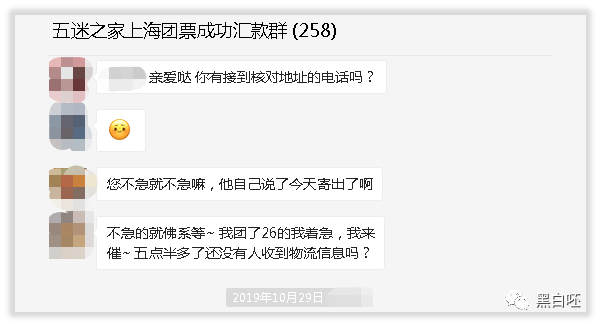 五迷之家上海团票成功汇款群 (258)
亲爱哒 你有接到核对地址的电话吗？
您不急就不急嘛，他自己说了今天寄出了啊
不急的就佛系等~ 我团了26的我着急，我来
催~ 五点半多了还没有人收到物流信息吗？
2019年10月29日
黑白呸